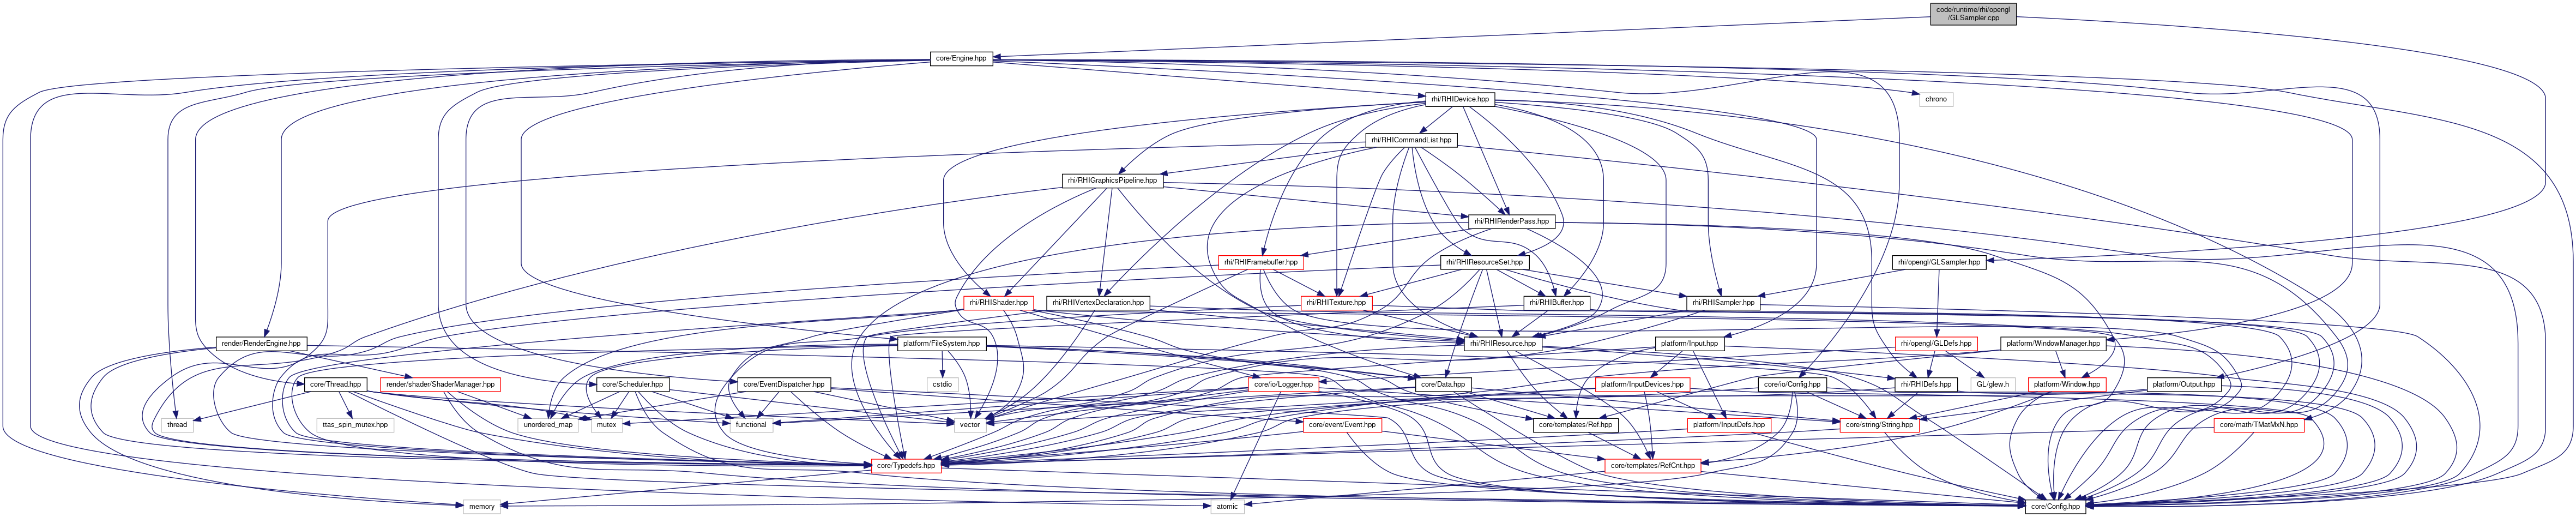 code/runtime/rhi/opengl
/GLSampler.cpp
core/Engine.hpp
rhi/RHIDevice.hpp
chrono
rhi/RHICommandList.hpp
rhi/RHIGraphicsPipeline.hpp
rhi/RHIRenderPass.hpp
rhi/RHIFramebuffer.hpp
rhi/RHIResourceSet.hpp
rhi/opengl/GLSampler.hpp
rhi/RHIShader.hpp
rhi/RHIVertexDeclaration.hpp
rhi/RHITexture.hpp
rhi/RHIBuffer.hpp
rhi/RHISampler.hpp
render/RenderEngine.hpp
platform/FileSystem.hpp
rhi/RHIResource.hpp
platform/Input.hpp
rhi/opengl/GLDefs.hpp
platform/WindowManager.hpp
core/Thread.hpp
render/shader/ShaderManager.hpp
core/Scheduler.hpp
core/EventDispatcher.hpp
cstdio
core/io/Logger.hpp
core/Data.hpp
platform/InputDevices.hpp
core/io/Config.hpp
rhi/RHIDefs.hpp
GL/glew.h
platform/Window.hpp
platform/Output.hpp
thread
ttas_spin_mutex.hpp
unordered_map
mutex
core/event/Event.hpp
functional
vector
core/templates/Ref.hpp
platform/InputDefs.hpp
core/string/String.hpp
core/math/TMatMxN.hpp
core/Typedefs.hpp
core/templates/RefCnt.hpp
memory
atomic
core/Config.hpp